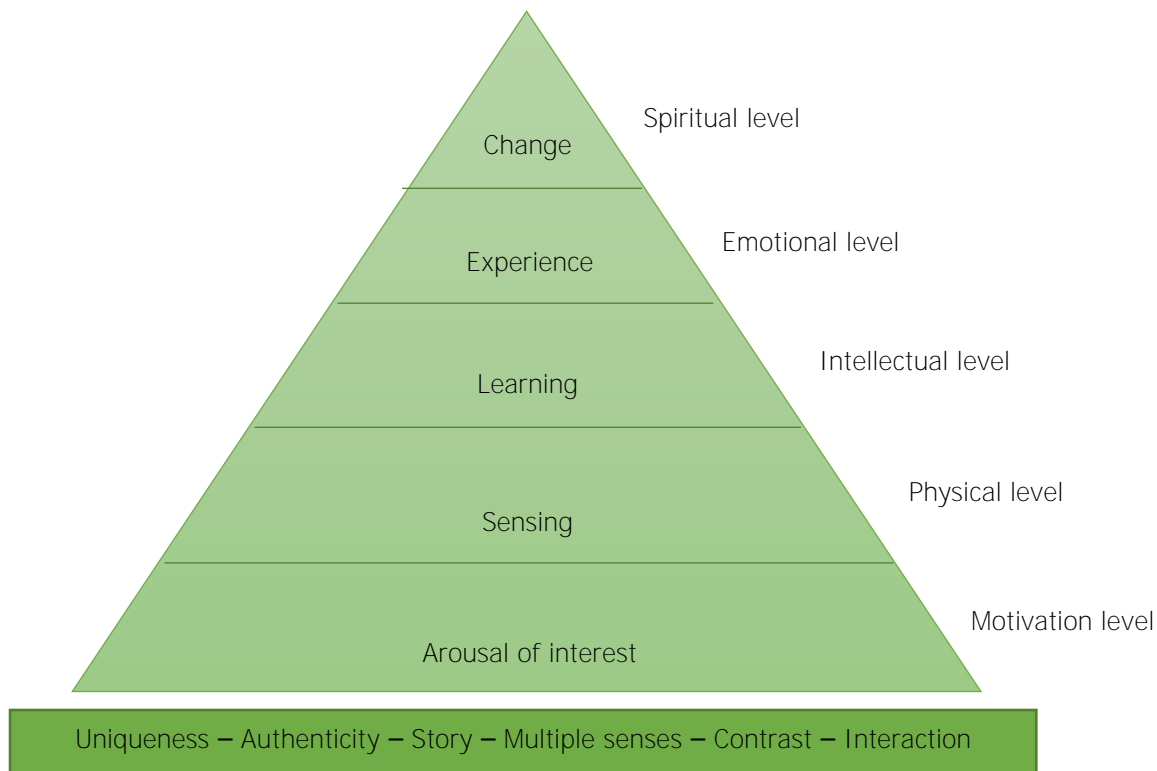 Spiritual level
Change
Emotional level
Experience
Intellectual level
Learning
Physical level
Sensing
Motivation level
Arousal of interest
Uniqueness – Authenticity – Story – Multiple senses – Contrast – Interaction